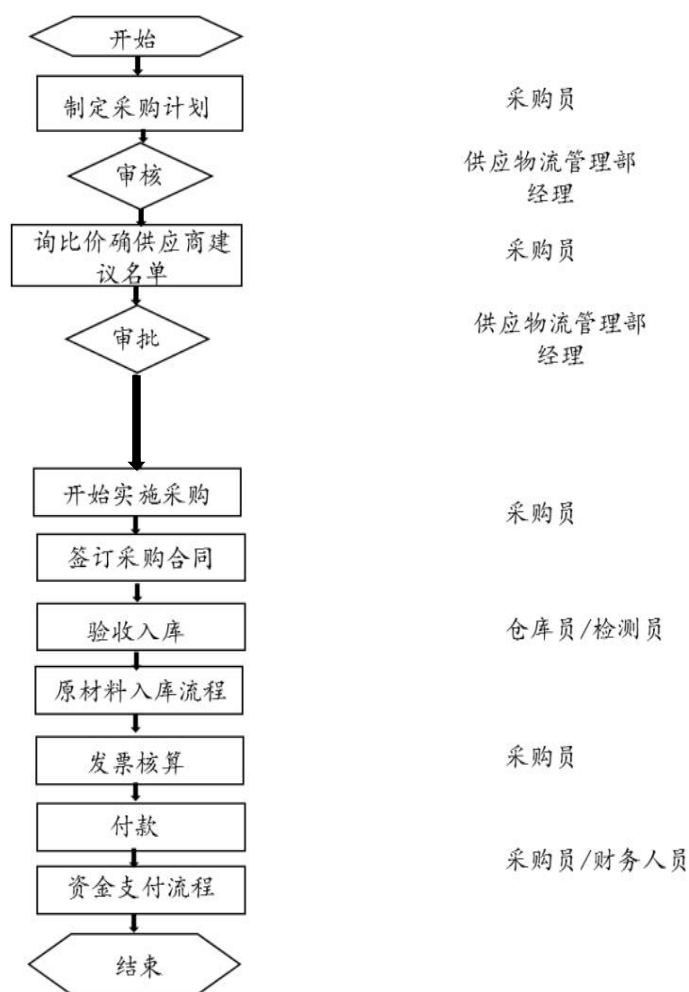 开始
制定采购计划
采购员
审核
供应物流管理部
经理
询比价确供应商建
议名单
采购员
审批
供应物流管理部
经理
开始实施采购
采购员
签订采购合同
验收入库
仓库员/检测员
原材料入库流程
发票核算
采购员
付款
采购员/财务人员
资金支付流程
结束